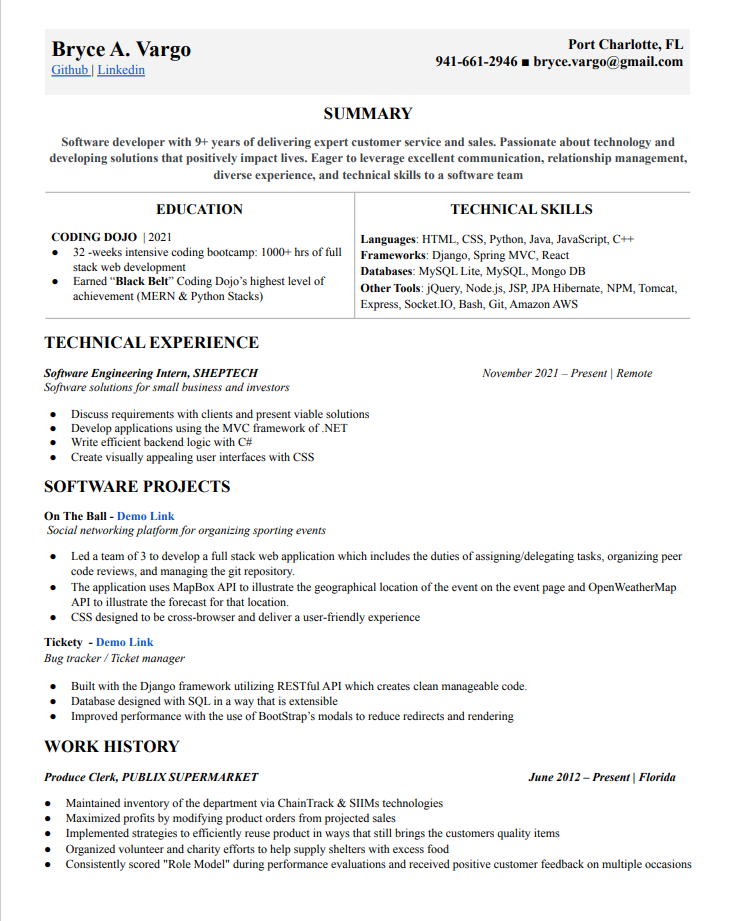 Bryce A. Vargo
Github | Linkedin
Port Charlotte, FL
941-661-2946 ■ bryce.vargo@gmail.com
SUMMARY
Software developer with 9+ years of delivering expert customer service and sales. Passionate about technology and
developing solutions that positively impact lives. Eager to leverage excellent communication, relationship management,
diverse experience, and technical skills to a software team
EDUCATION
CODING DOJO | 2021
● 32 -weeks intensive coding bootcamp: 1000+ hrs of full
stack web development
● Earned “Black Belt” Coding Dojo’s highest level of
achievement (MERN & Python Stacks)
TECHNICAL SKILLS
Languages: HTML, CSS, Python, Java, JavaScript, C++
Frameworks: Django, Spring MVC, React
Databases: MySQL Lite, MySQL, Mongo DB
Other Tools: jQuery, Node.js, JSP, JPA Hibernate, NPM, Tomcat,
Express, Socket.IO, Bash, Git, Amazon AWS
TECHNICAL EXPERIENCE
Software Engineering Intern, SHEPTECH November 2021 – Present | Remote
Software solutions for small business and investors
● Discuss requirements with clients and present viable solutions
● Develop applications using the MVC framework of .NET
● Write efficient backend logic with C#
● Create visually appealing user interfaces with CSS
SOFTWARE PROJECTS
On The Ball - Demo Link
Social networking platform for organizing sporting events
● Led a team of 3 to develop a full stack web application which includes the duties of assigning/delegating tasks, organizing peer
code reviews, and managing the git repository.
● The application uses MapBox API to illustrate the geographical location of the event on the event page and OpenWeatherMap
API to illustrate the forecast for that location.
● CSS designed to be cross-browser and deliver a user-friendly experience
Tickety - Demo Link
Bug tracker / Ticket manager
● Built with the Django framework utilizing RESTful API which creates clean manageable code.
● Database designed with SQL in a way that is extensible
● Improved performance with the use of BootStrap’s modals to reduce redirects and rendering
WORK HISTORY
Produce Clerk, PUBLIX SUPERMARKET June 2012 – Present | Florida
● Maintained inventory of the department via ChainTrack & SIIMs technologies
● Maximized profits by modifying product orders from projected sales
● Implemented strategies to efficiently reuse product in ways that still brings the customers quality items
● Organized volunteer and charity efforts to help supply shelters with excess food
● Consistently scored "Role Model" during performance evaluations and received positive customer feedback on multiple occasions